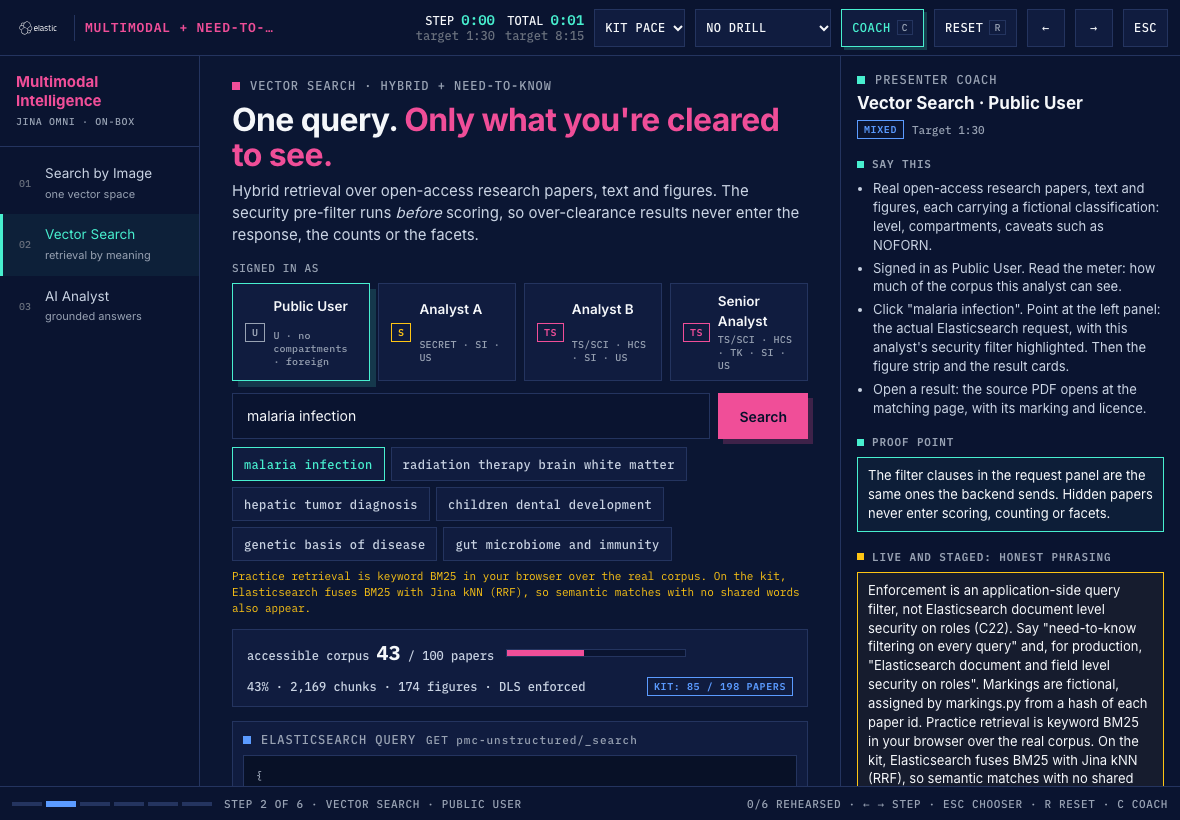 elastic
MULTIMODAL + NEED-TO-…
STEP 0:00 TOTAL 0:01
target 1:30 target 8:15
KIT PACE
NO DRILL
COACH C
RESET R
←
→
ESC
Multimodal
Intelligence
JINA OMNI · ON-BOX
01
Search by Image
one vector space
02
Vector Search
retrieval by meaning
03
AI Analyst
grounded answers
VECTOR SEARCH · HYBRID + NEED-TO-KNOW
One query. Only what you're cleared
to see.
Hybrid retrieval over open-access research papers, text and figures. The
security pre-filter runs before scoring, so over-clearance results never enter the
response, the counts or the facets.
SIGNED IN AS
U
Public User
U · no
compartments
· foreign
S
Analyst A
SECRET · SI ·
US
TS
Analyst B
TS/SCI · HCS
· SI · US
TS
Senior
Analyst
TS/SCI · HCS
· TK · SI ·
US
malaria infection
Search
malaria infection
radiation therapy brain white matter
hepatic tumor diagnosis
children dental development
genetic basis of disease
gut microbiome and immunity
Practice retrieval is keyword BM25 in your browser over the real corpus. On the kit,
Elasticsearch fuses BM25 with Jina kNN (RRF), so semantic matches with no shared words
also appear.
accessible corpus 43 / 100 papers
43% · 2,169 chunks · 174 figures · DLS enforced
KIT: 85 / 198 PAPERS
ELASTICSEARCH QUERY GET pmc-unstructured/_search
{
PRESENTER COACH
Vector Search · Public User
MIXED Target 1:30
SAY THIS
• Real open-access research papers, text and
figures, each carrying a fictional classification:
level, compartments, caveats such as
NOFORN.
• Signed in as Public User. Read the meter: how
much of the corpus this analyst can see.
• Click "malaria infection". Point at the left panel:
the actual Elasticsearch request, with this
analyst's security filter highlighted. Then the
figure strip and the result cards.
• Open a result: the source PDF opens at the
matching page, with its marking and licence.
PROOF POINT
The filter clauses in the request panel are the
same ones the backend sends. Hidden papers
never enter scoring, counting or facets.
LIVE AND STAGED: HONEST PHRASING
Enforcement is an application-side query
filter, not Elasticsearch document level
security on roles (C22). Say "need-to-know
filtering on every query" and, for production,
"Elasticsearch document and field level
security on roles". Markings are fictional,
assigned by markings.py from a hash of each
paper id. Practice retrieval is keyword BM25
in your browser over the real corpus. On the
kit, Elasticsearch fuses BM25 with Jina kNN
(RRF), so semantic matches with no shared
STEP 2 OF 6 · VECTOR SEARCH · PUBLIC USER
0/6 REHEARSED · ← → STEP · ESC CHOOSER · R RESET · C COACH